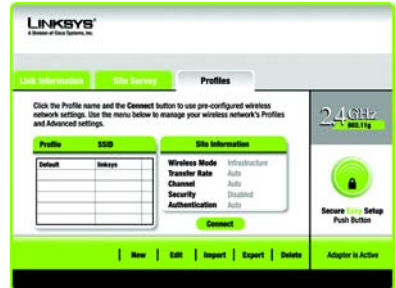 LINKSYS®
A Division of Cisco Systems, Inc.
Link Information
Site Survey
Profiles
Click the Profile name and the Connect button to use pre-configured wireless
network settings. Use the menu below to manage your wireless network's Profiles
and Advanced settings.
2.4GHz
802.11g
Profile SSID
Default linksys
Site Information
Wireless Mode Infrastructure
Transfer Rate Auto
Channel Auto
Security Disabled
Authentication Auto
Connect
Secure Easy Setup
Push Button
New | Edit | Import | Export | Delete
Adapter is Active